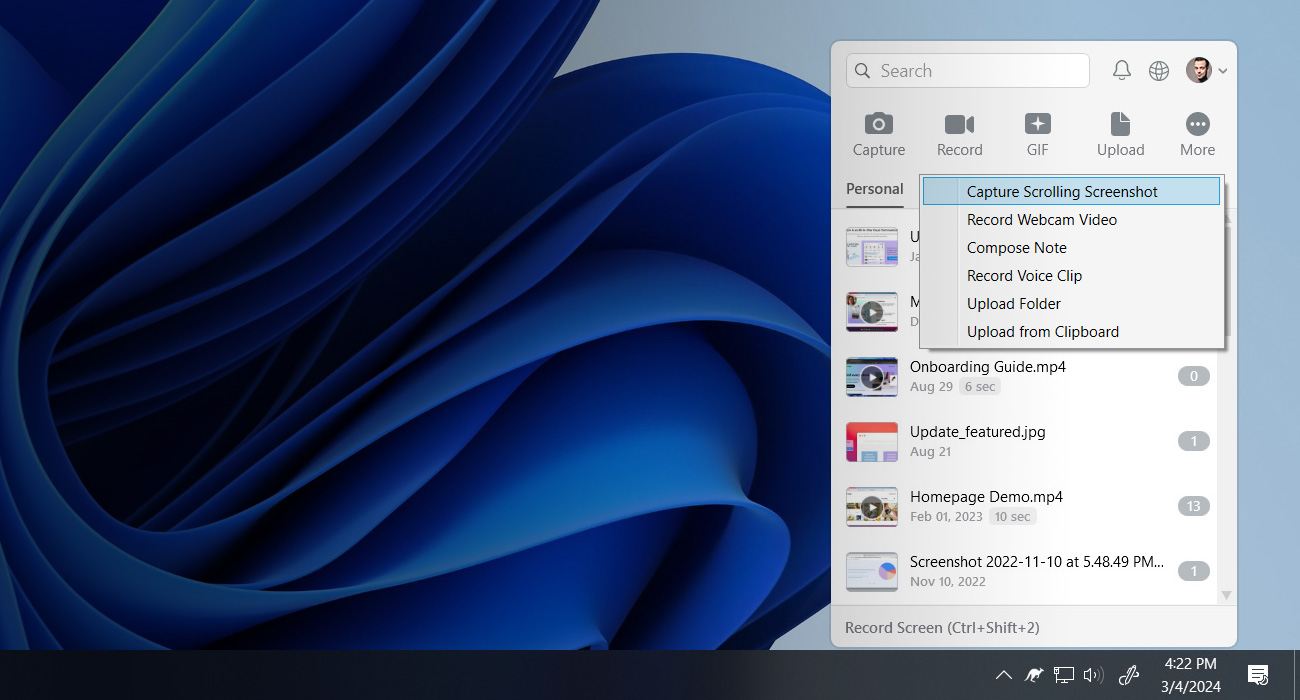 Search
Capture
Record
GIF
Upload
More
Personal
Capture Scrolling Screenshot
Record Webcam Video
Compose Note
Record Voice Clip
Upload Folder
Upload from Clipboard
Onboarding Guide.mp4
0
Aug 29 6 sec
Update_featured.jpg
1
Aug 21
Homepage Demo.mp4
13
Feb 01, 2023 10 sec
Screenshot 2022-11-10 at 5.48.49 PM...
1
Nov 10, 2022
Record Screen (Ctrl+Shift+2)
4:22 PM
3/4/2024